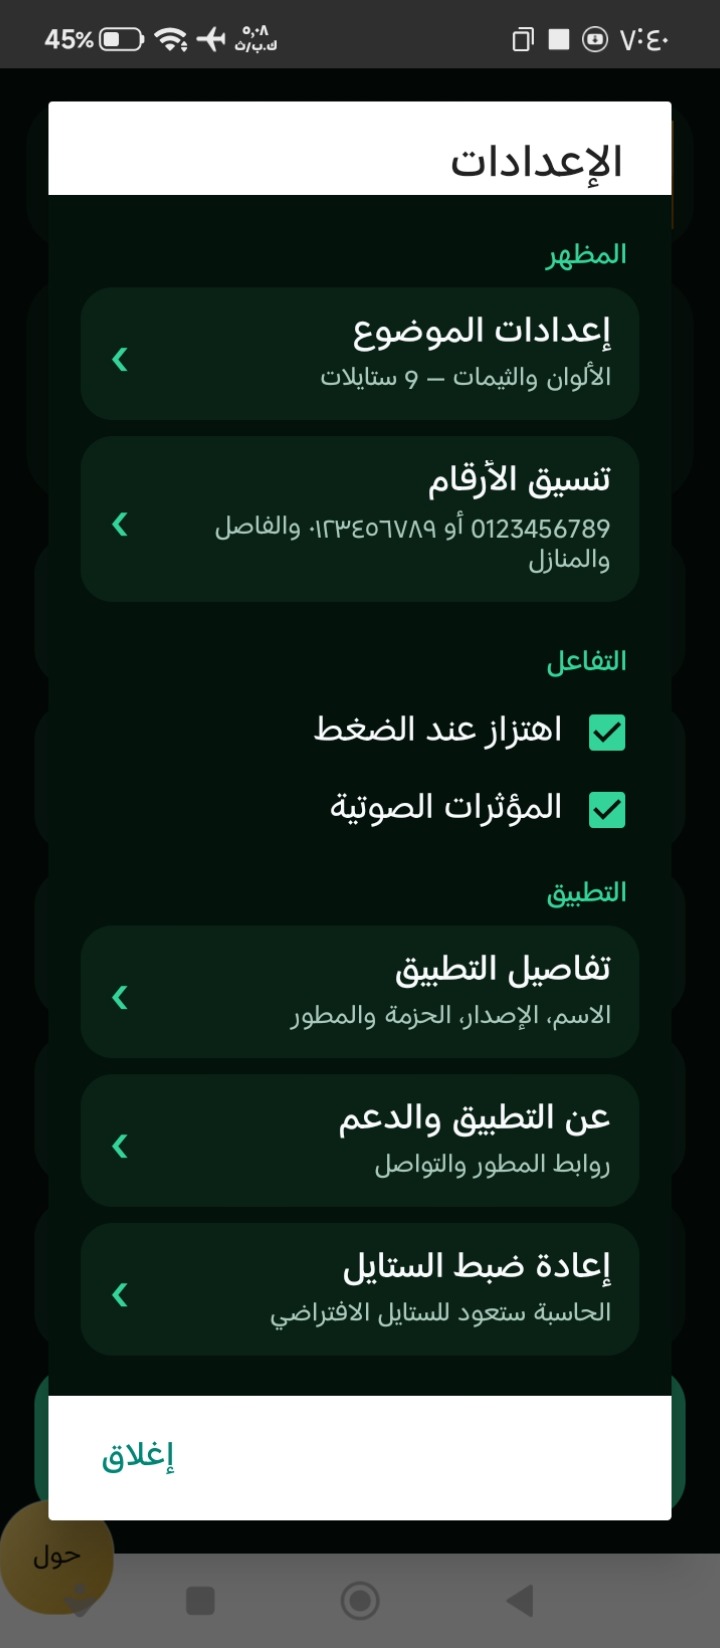 45%
٥,٠٨
ك.ب/ث
٧:٤٠
الإعدادات
المظهر
إعدادات الموضوع
الألوان والثيمات – 9 ستايلات
تنسيق الأرقام
0123456789 أو ٠١٢٣٤٥٦٧٨٩ والفاصل
والمنازل
التفاعل
اهتزاز عند الضغط
المؤثرات الصوتية
التطبيق
تفاصيل التطبيق
الاسم، الإصدار، الحزمة والمطور
عن التطبيق والدعم
روابط المطور والتواصل
إعادة ضبط الستايل
الحاسبة ستعود للستايل الافتراضي
إغلاق
حول